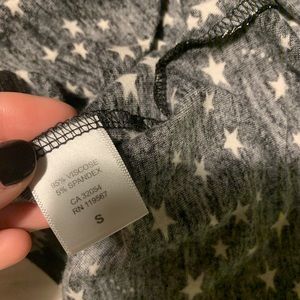 95% VISCOSE
5% SPANDEX
CA 32054
RN 119567
S